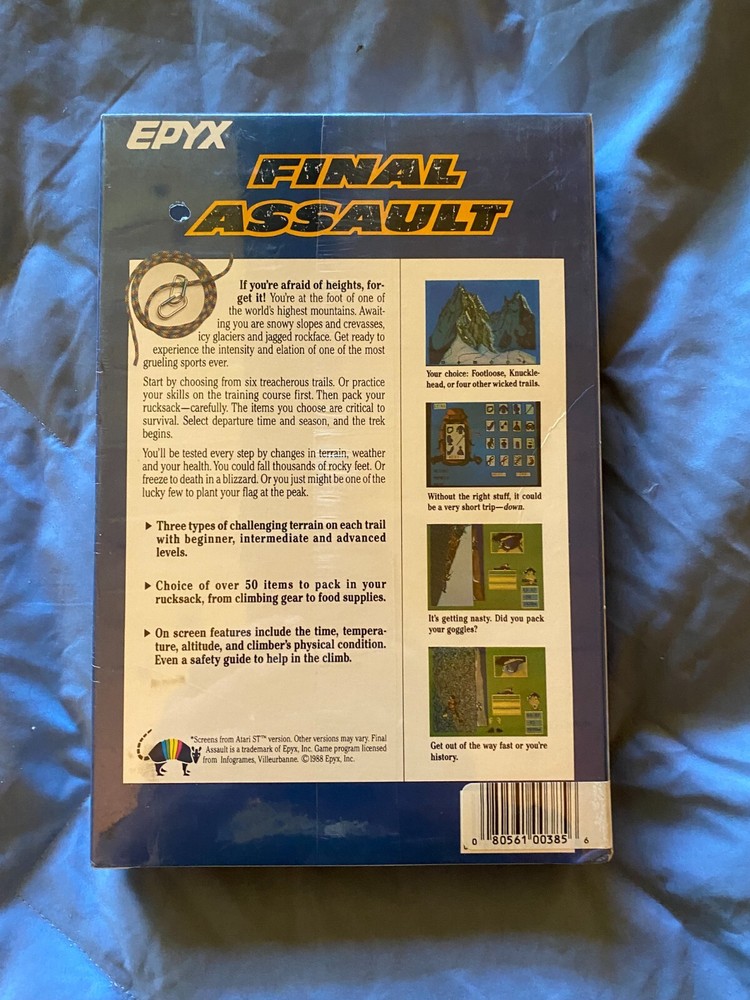 EPYX
FINAL
ASSAULT
If you're afraid of heights, for-
get it! You're at the foot of one of
the world's highest mountains. Await-
ing you are snowy slopes and crevasses,
icy glaciers and jagged rockface. Get ready to
experience the intensity and elation of one of the most
grueling sports ever.
Start by choosing from six treacherous trails. Or practice
your skills on the training course first. Then pack your
rucksack—carefully. The items you choose are critical to
survival. Select departure time and season, and the trek
begins.
You'll be tested every step by changes in terrain, weather
and your health. You could fall thousands of rocky feet. Or
freeze to death in a blizzard. Or you just might be one of the
lucky few to plant your flag at the peak.
▶ Three types of challenging terrain on each trail
with beginner, intermediate and advanced
levels.
▶ Choice of over 50 items to pack in your
rucksack, from climbing gear to food supplies.
▶ On screen features include the time, tempera-
ture, altitude, and climber's physical condition.
Even a safety guide to help in the climb.
*Screens from Atari ST™ version. Other versions may vary. Final
Assault is a trademark of Epyx, Inc. Game program licensed
from Infogrames, Villeurbanne. ©1988 Epyx, Inc.
Your choice: Footloose, Knuckle-
head, or four other wicked trails.
Without the right stuff, it could
be a very short trip—down.
It's getting nasty. Did you pack
your goggles?
Get out of the way fast or you're
history.
0 80561 00385 6